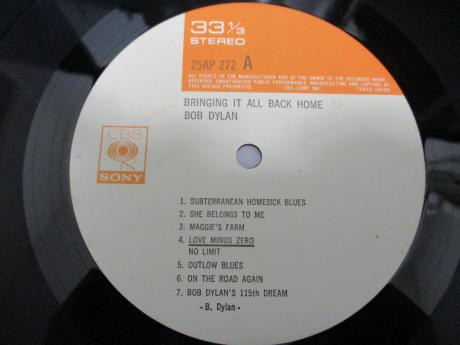 33 1/3
STEREO
25AP 272 A
ALL RIGHTS OF THE MANUFACTURER AND OF THE OWNER OF THE RECORDED WORK
RESERVED. UNAUTHORIZED PUBLIC PERFORMANCE, BROADCASTING AND COPYING OF
THIS RECORD PROHIBITED. CBS/SONY INC. TOKYO JAPAN
BRINGING IT ALL BACK HOME
BOB DYLAN
CBS
SONY
1. SUBTERRANEAN HOMESICK BLUES
2. SHE BELONGS TO ME
3. MAGGIE'S FARM
4. LOVE MINUS ZERO
NO LIMIT
5. OUTLOW BLUES
6. ON THE ROAD AGAIN
7. BOB DYLAN'S 115th DREAM
- B. Dylan -